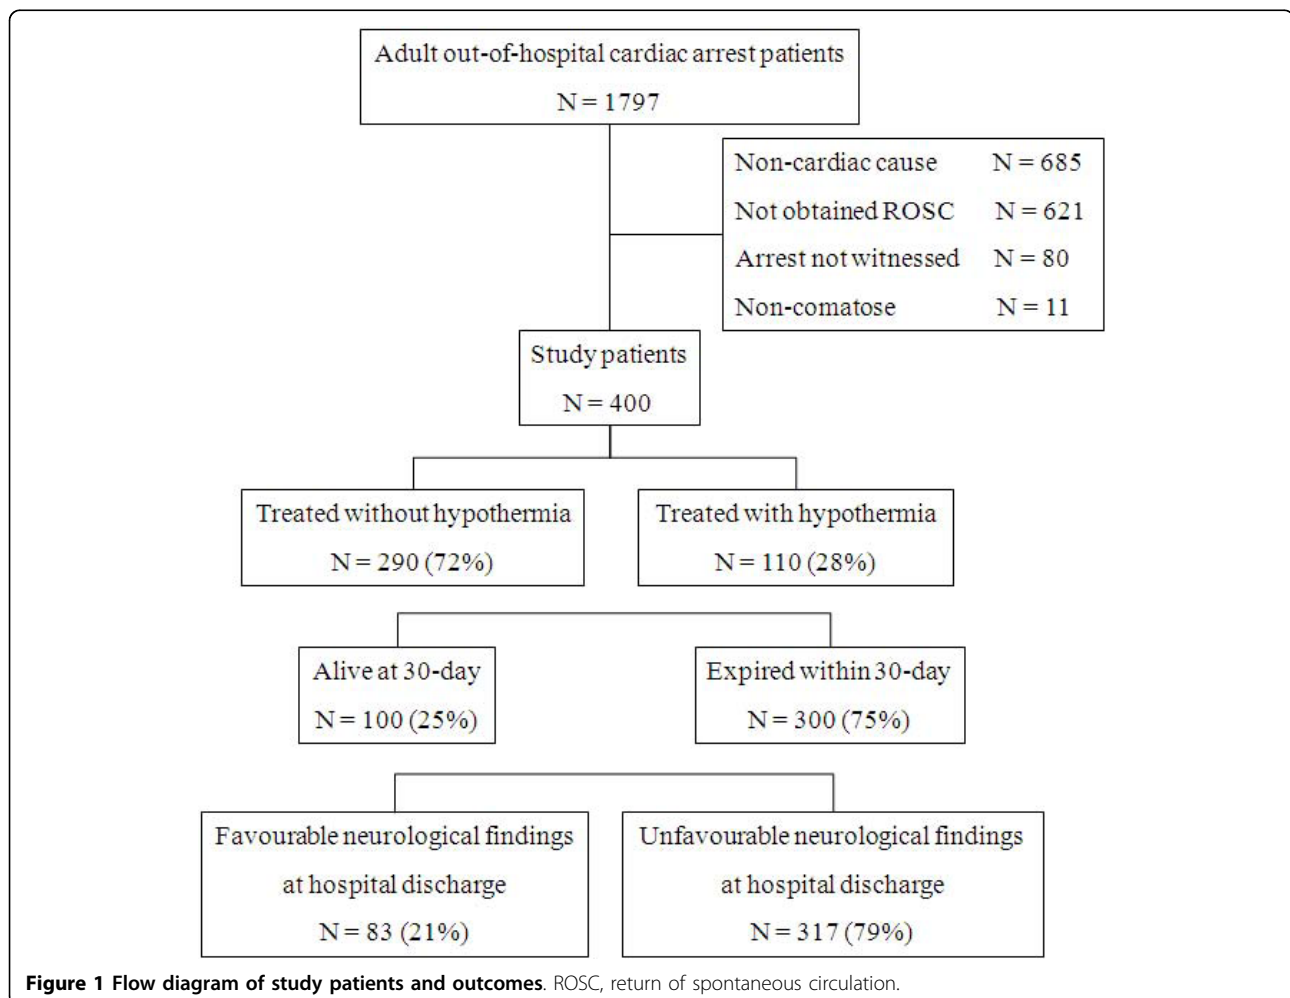 Adult out-of-hospital cardiac arrest patients
N = 1797
Non-cardiac cause N = 685
Not obtained ROSC N = 621
Arrest not witnessed N = 80
Non-comatose N = 11
Study patients
N = 400
Treated without hypothermia
N = 290 (72%)
Treated with hypothermia
N = 110 (28%)
Alive at 30-day
N = 100 (25%)
Expired within 30-day
N = 300 (75%)
Favourable neurological findings
at hospital discharge
N = 83 (21%)
Unfavourable neurological findings
at hospital discharge
N = 317 (79%)
Figure 1 Flow diagram of study patients and outcomes. ROSC, return of spontaneous circulation.